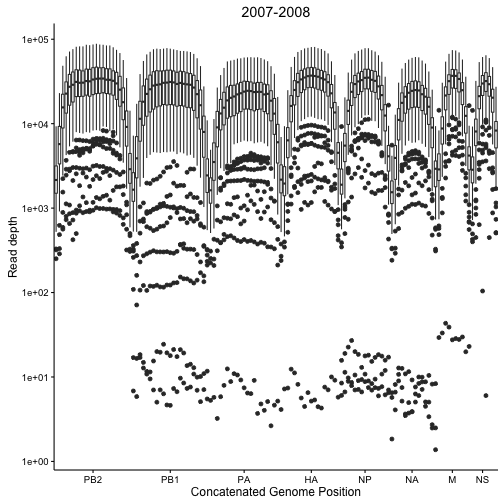 2007-2008
Read depth
1e+05
1e+04
1e+03
1e+02
1e+01
1e+00
PB2 PB1 PA HA NP NA M NS
Concatenated Genome Position